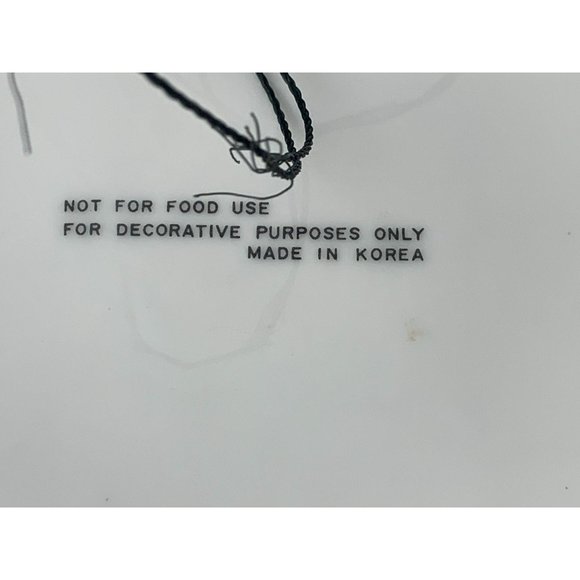 NOT FOR FOOD USE
FOR DECORATIVE PURPOSES ONLY
MADE IN KOREA